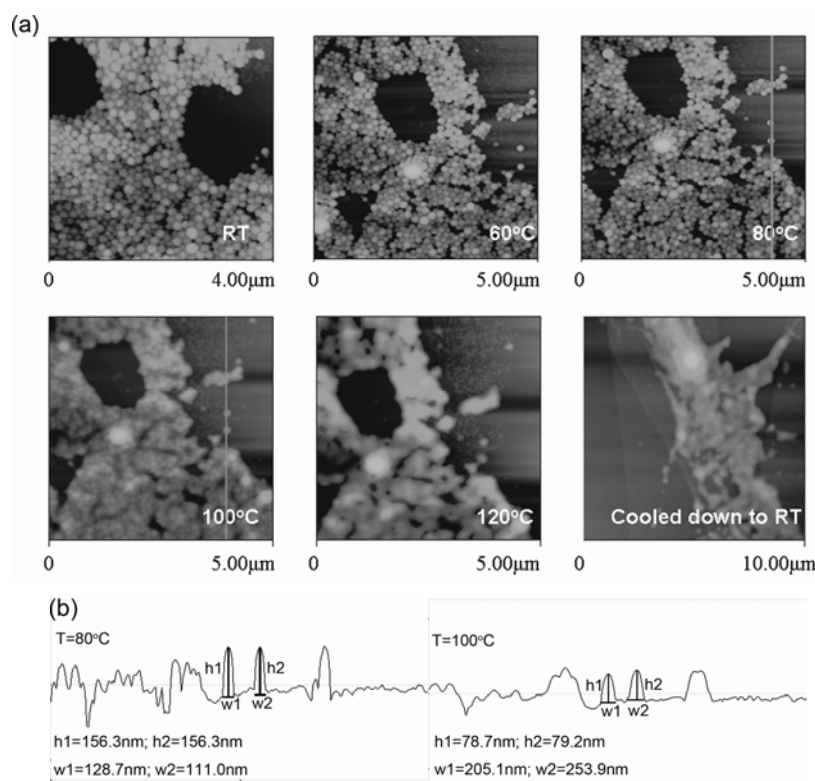 (a)
RT
60°C
80°C
0 4.00μm
0 5.00μm
0 5.00μm
100°C
120°C
Cooled down to RT
0 5.00μm
0 5.00μm
0 10.00μm
(b)
T=80°C
h1
h2
w1
w2
h1=156.3nm; h2=156.3nm
w1=128.7nm; w2=111.0nm
T=100°C
h1
h2
w1
w2
h1=78.7nm; h2=79.2nm
w1=205.1nm; w2=253.9nm